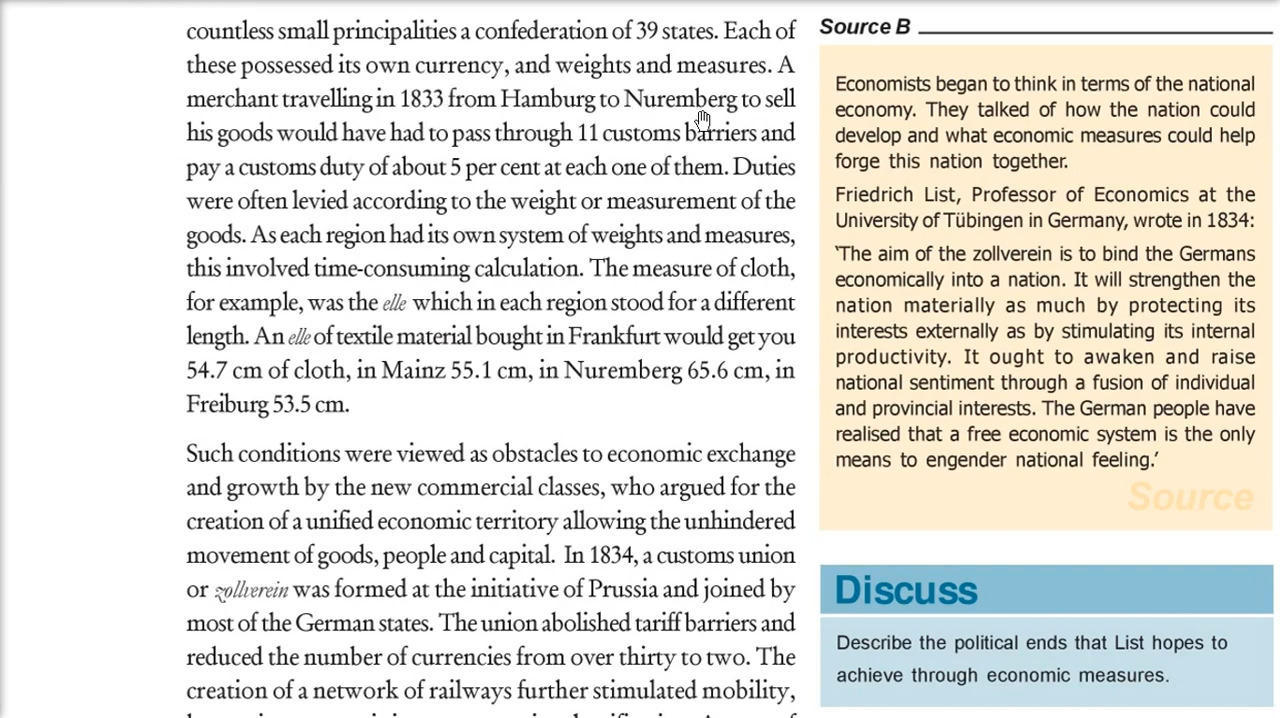 countless small principalities a confederation of 39 states. Each of
these possessed its own currency, and weights and measures. A
merchant travelling in 1833 from Hamburg to Nuremberg to sell
his goods would have had to pass through 11 customs barriers and
pay a customs duty of about 5 per cent at each one of them. Duties
were often levied according to the weight or measurement of the
goods. As each region had its own system of weights and measures,
this involved time-consuming calculation. The measure of cloth,
for example, was the elle which in each region stood for a different
length. An elle of textile material bought in Frankfurt would get you
54.7 cm of cloth, in Mainz 55.1 cm, in Nuremberg 65.6 cm, in
Freiburg 53.5 cm.
Such conditions were viewed as obstacles to economic exchange
and growth by the new commercial classes, who argued for the
creation of a unified economic territory allowing the unhindered
movement of goods, people and capital. In 1834, a customs union
or zollverein was formed at the initiative of Prussia and joined by
most of the German states. The union abolished tariff barriers and
reduced the number of currencies from over thirty to two. The
creation of a network of railways further stimulated mobility,
Source B
Economists began to think in terms of the national
economy. They talked of how the nation could
develop and what economic measures could help
forge this nation together.
Friedrich List, Professor of Economics at the
University of Tübingen in Germany, wrote in 1834:
‘The aim of the zollverein is to bind the Germans
economically into a nation. It will strengthen the
nation materially as much by protecting its
interests externally as by stimulating its internal
productivity. It ought to awaken and raise
national sentiment through a fusion of individual
and provincial interests. The German people have
realised that a free economic system is the only
means to engender national feeling.’
Source
Discuss
Describe the political ends that List hopes to
achieve through economic measures.